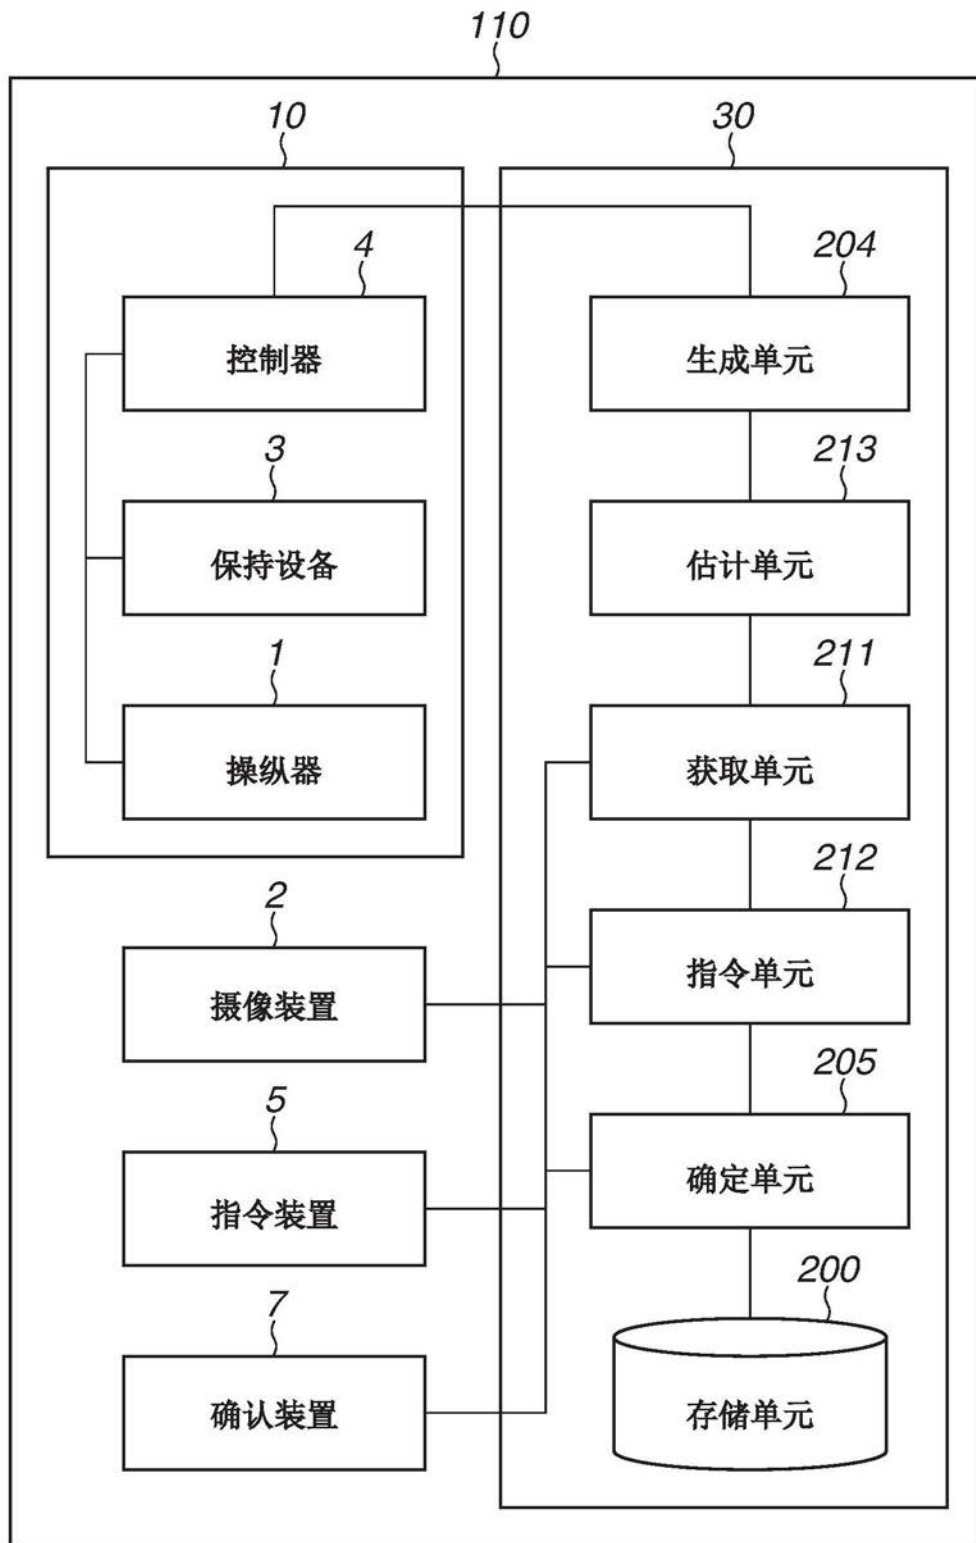 110
10
30
4
控制器
3
保持设备
1
操纵器
2
摄像装置
5
指令装置
7
确认装置
204
生成单元
213
估计单元
211
获取单元
212
指令单元
205
确定单元
200
存储单元